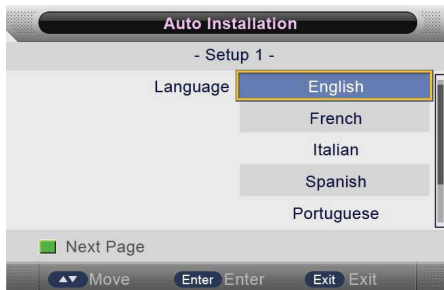 Auto Installation
- Setup 1 -
Language English
French
Italian
Spanish
Portuguese
Next Page
▲▼ Move Enter Enter Exit Exit